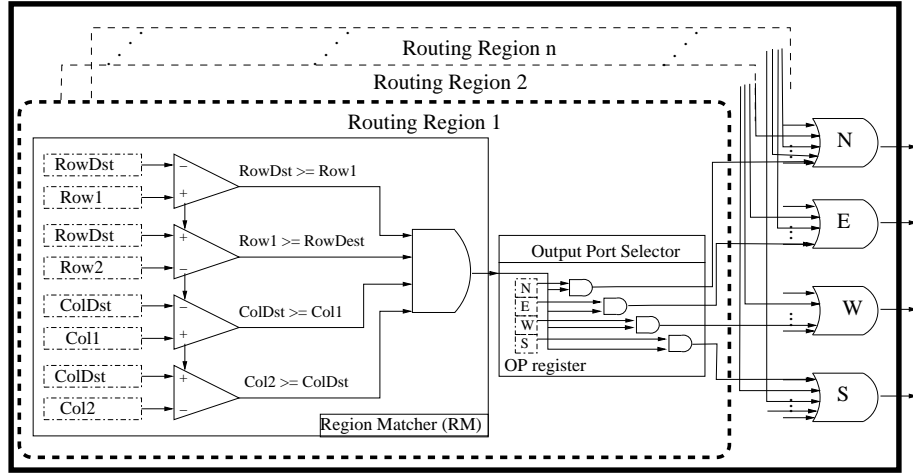 Routing Region n
Routing Region 2
Routing Region 1
RowDst
Row1
RowDst
Row2
ColDst
Col1
ColDst
Col2
−
+
+
−
−
+
+
−
RowDst >= Row1
Row1 >= RowDest
ColDst >= Col1
Col2 >= ColDst
Region Matcher (RM)
Output Port Selector
N
E
W
S
OP register
N
E
W
S